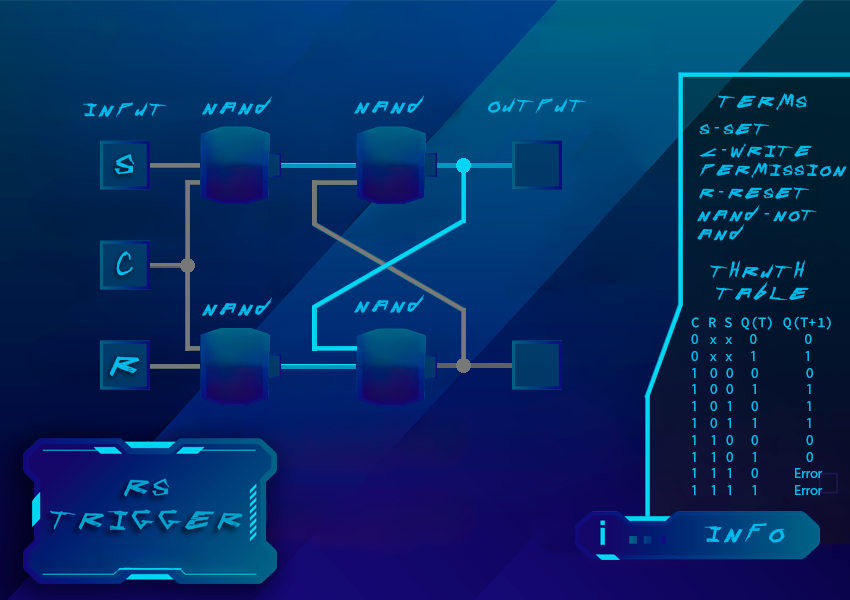 INPUT NAND NAND OUTPUT
S
C
R
NAND NAND
RS
TRIGGER
TERMS
S-SET
C-WRITE
PERMISSION
R-RESET
NAND-NOT
AND
THRUTH
TABLE
C R S Q(T) Q(T+1)
0 x x 0 0
0 x x 1 1
1 0 0 0 0
1 0 0 1 1
1 0 1 0 1
1 0 1 1 1
1 1 0 0 0
1 1 0 1 0
1 1 1 0 Error
1 1 1 1 Error
i INFO